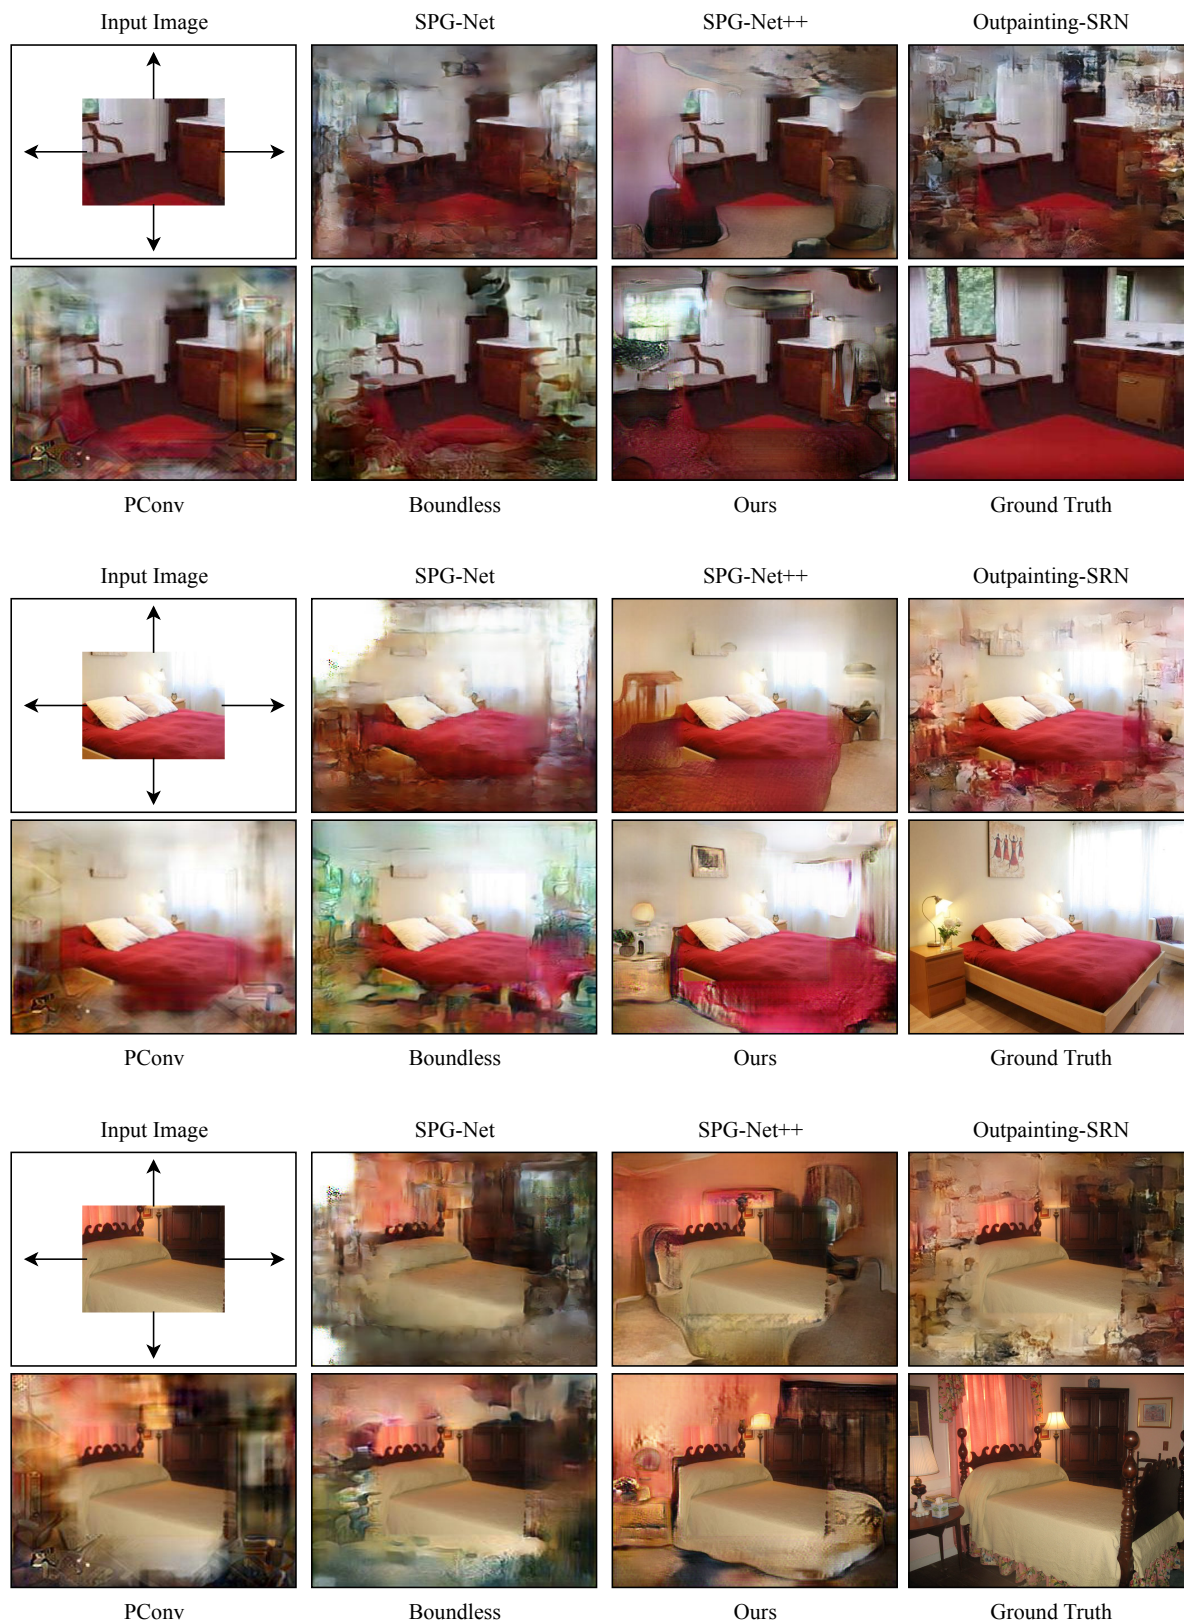 Input Image SPG-Net SPG-Net++ Outpainting-SRN
PConv Boundless Ours Ground Truth
Input Image SPG-Net SPG-Net++ Outpainting-SRN
PConv Boundless Ours Ground Truth
Input Image SPG-Net SPG-Net++ Outpainting-SRN
PConv Boundless Ours Ground Truth